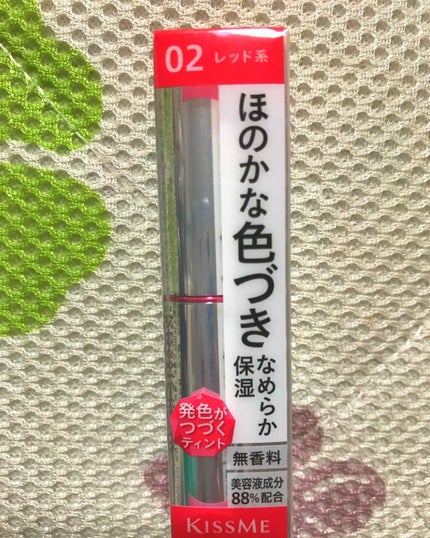 02 レッド系
ほのかな色づき
なめらか
保湿
発色が
つづく
ティント
無香料
美容液成分
88%配合
KISSME